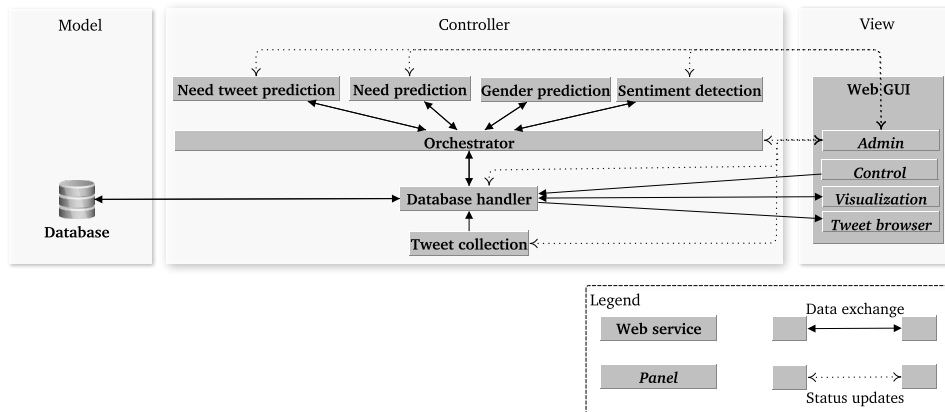 Model
Controller
View
Need tweet prediction
Need prediction
Gender prediction
Sentiment detection
Web GUI
Orchestrator
Admin
Control
Database handler
Visualization
Tweet browser
Database
Tweet collection
Legend
Web service
Data exchange
Panel
Status updates